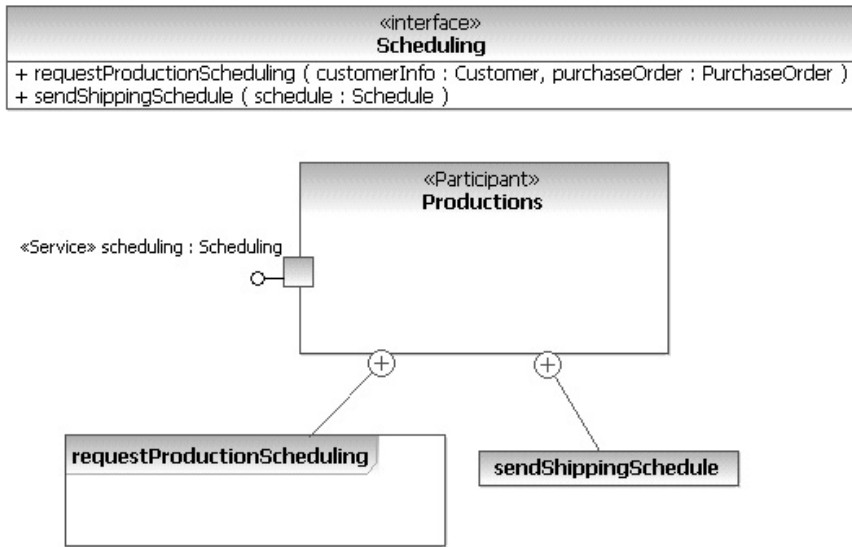 «interface»
Scheduling
+ requestProductionScheduling ( customerInfo : Customer, purchaseOrder : PurchaseOrder )
+ sendShippingSchedule ( schedule : Schedule )
«Participant»
Productions
«Service» scheduling : Scheduling
requestProductionScheduling
sendShippingSchedule